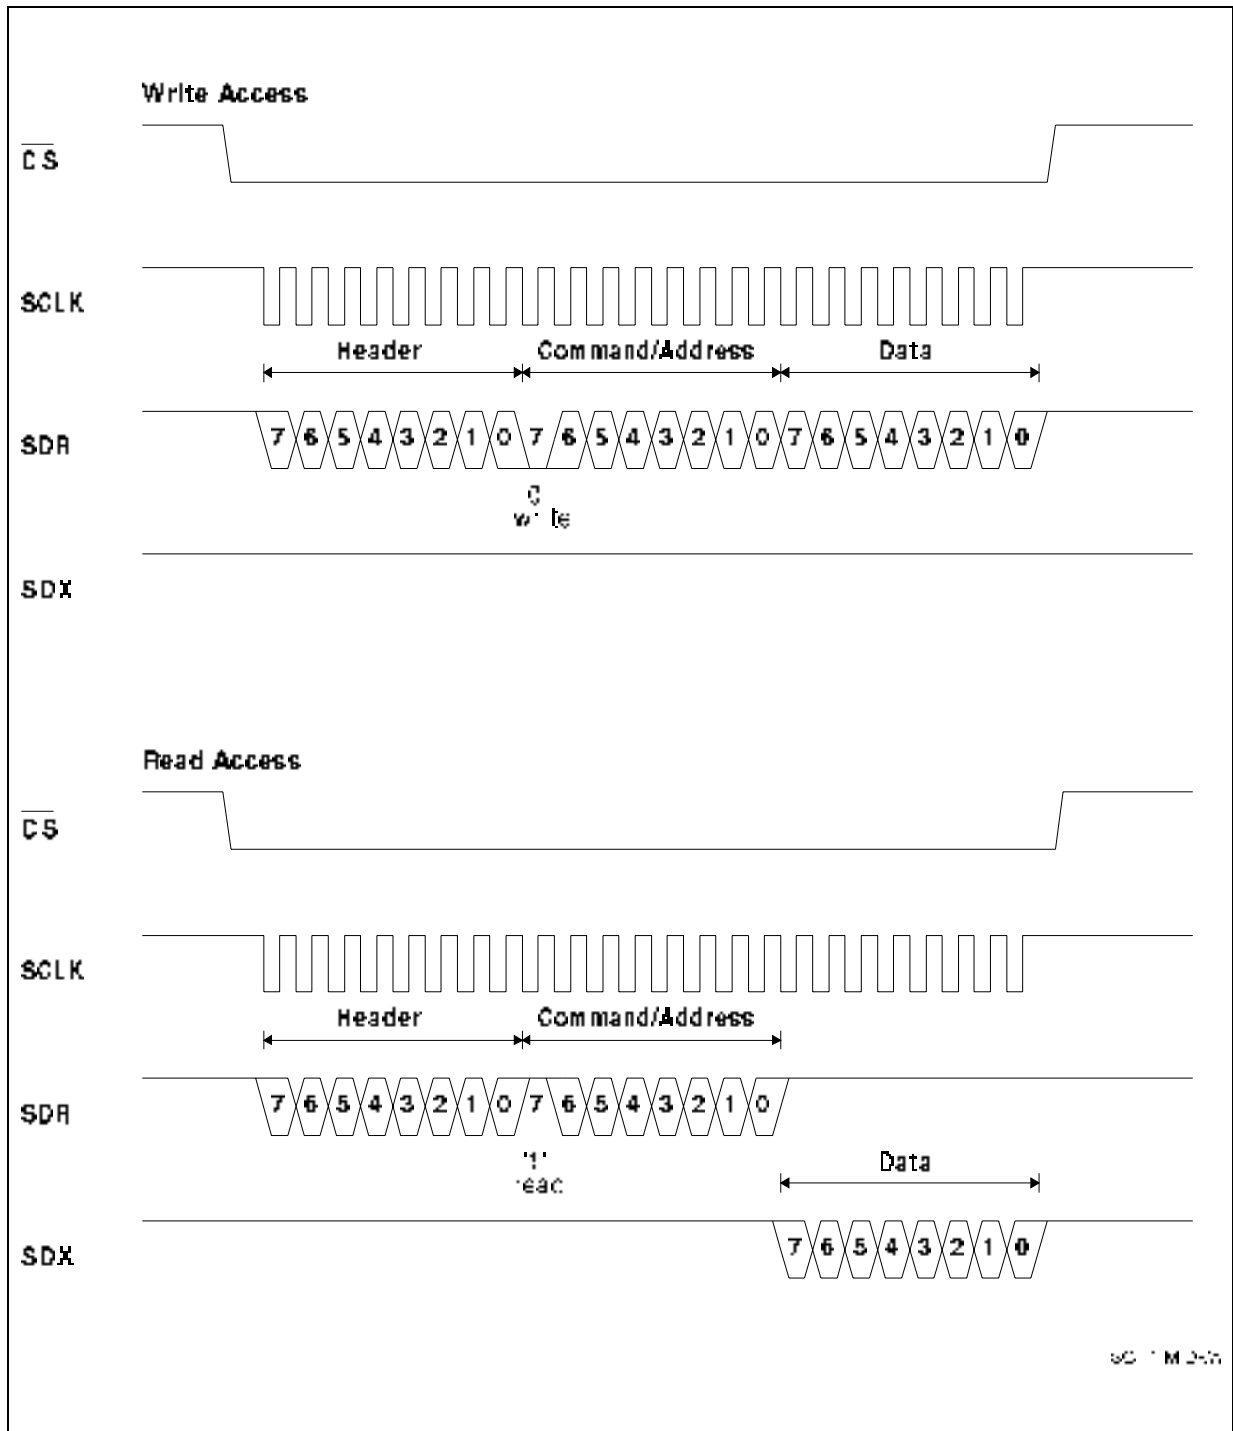 Write Access
CS
SCLK
Header Command/Address Data
SDR
7 6 5 4 3 2 1 0 7 6 5 4 3 2 1 0 7 6 5 4 3 2 1 0
write
SDX
Read Access
CS
SCLK
Header Command/Address
SDR
7 6 5 4 3 2 1 0 7 6 5 4 3 2 1 0
"1"
read
Data
SDX
7 6 5 4 3 2 1 0